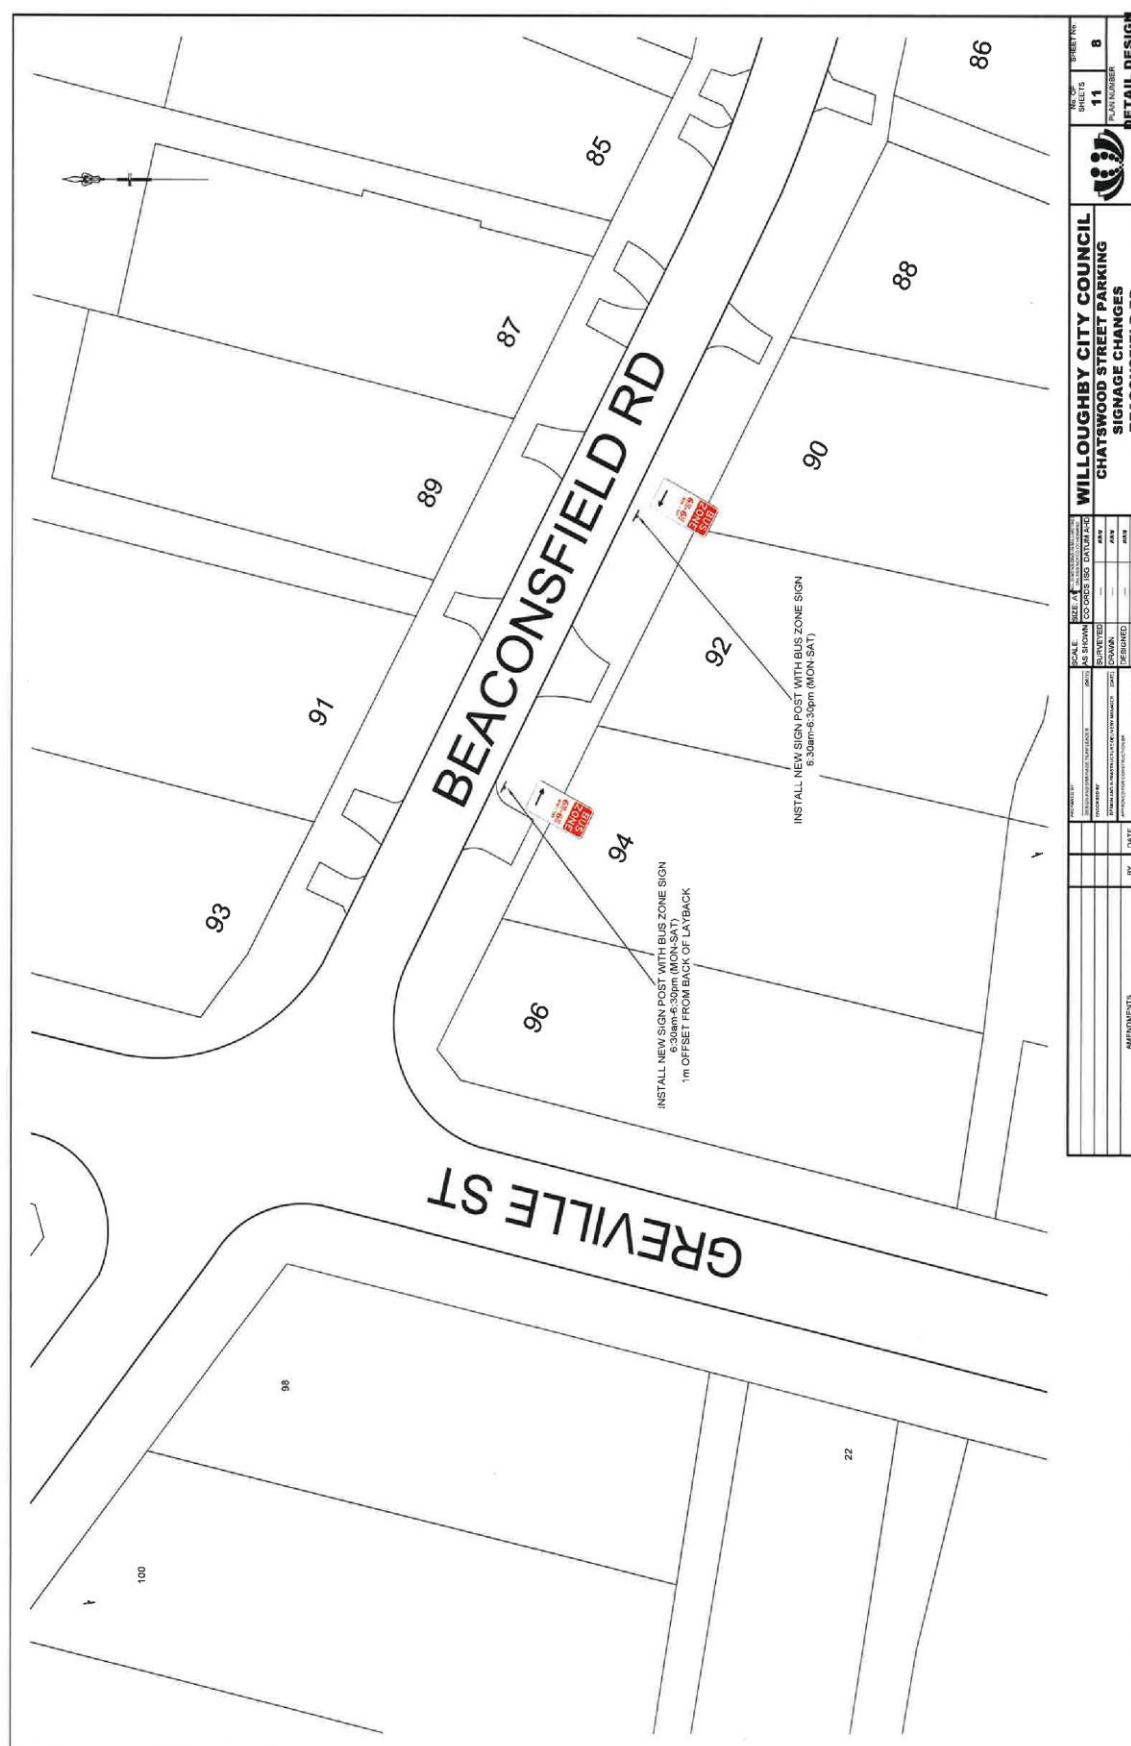 85
86
87
88
89
90
91
92
93
94
96
98
100
22
BEACONSFIELD RD
GREVILLE ST
BUS
ZONE
BUS
ZONE
INSTALL NEW SIGN POST WITH BUS ZONE SIGN
6:30am-6:30pm (MON-SAT)
INSTALL NEW SIGN POST WITH BUS ZONE SIGN
6:30am-6:30pm (MON-SAT)
1m OFFSET FROM BACK OF LAYBACK
AMENDMENTS
BY
DATE
SCALE:
AS SHOWN
SURVEYED
DRAWN
DESIGNED
CO-ORDS:ISG DATUM:AHD
WILLOUGHBY CITY COUNCIL
CHATSWOOD STREET PARKING
SIGNAGE CHANGES
No. OF
SHEETS
11
SHEET No.
8
PLAN NUMBER
DETAIL DESIGN